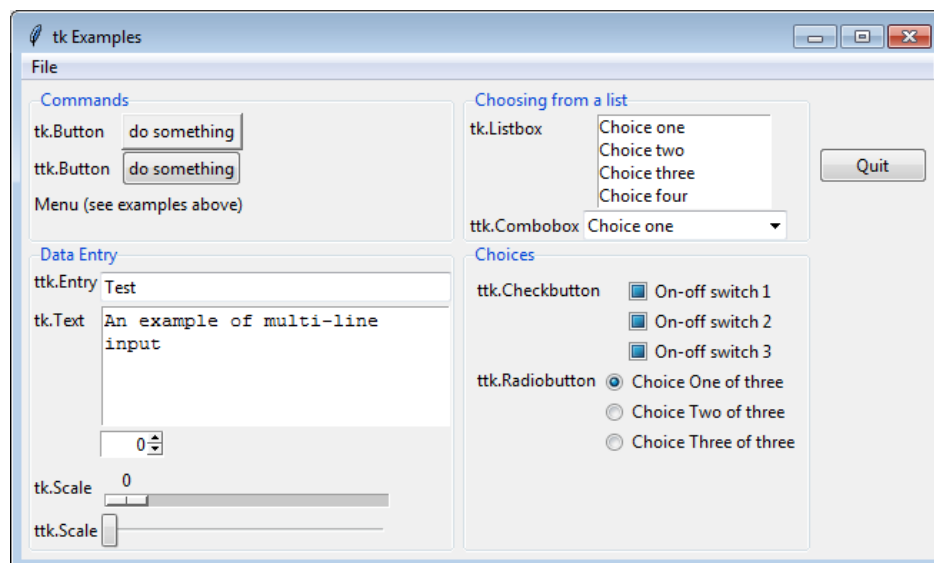 tk Examples
File
Commands
tk.Button do something
ttk.Button do something
Menu (see examples above)
Choosing from a list
tk.Listbox
Choice one
Choice two
Choice three
Choice four
ttk.Combobox Choice one
Quit
Data Entry
ttk.Entry Test
tk.Text An example of multi-line
input
0
tk.Scale 0
ttk.Scale
Choices
ttk.Checkbutton On-off switch 1
On-off switch 2
On-off switch 3
ttk.Radiobutton Choice One of three
Choice Two of three
Choice Three of three